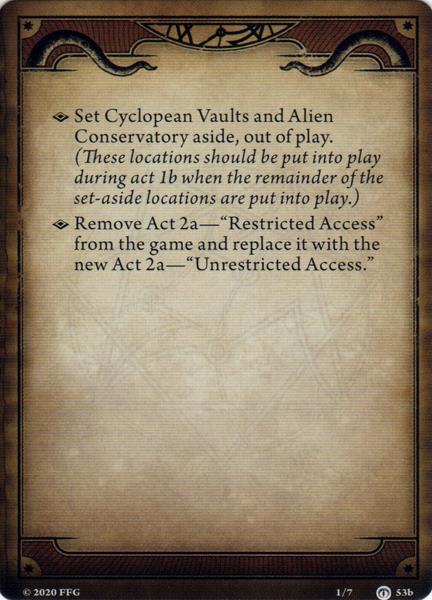 Set Cyclopean Vaults and Alien
Conservatory aside, out of play.
(These locations should be put into play
during act 1b when the remainder of the
set-aside locations are put into play.)
Remove Act 2a—“Restricted Access”
from the game and replace it with the
new Act 2a—“Unrestricted Access.”
© 2020 FFG 1/7 53b